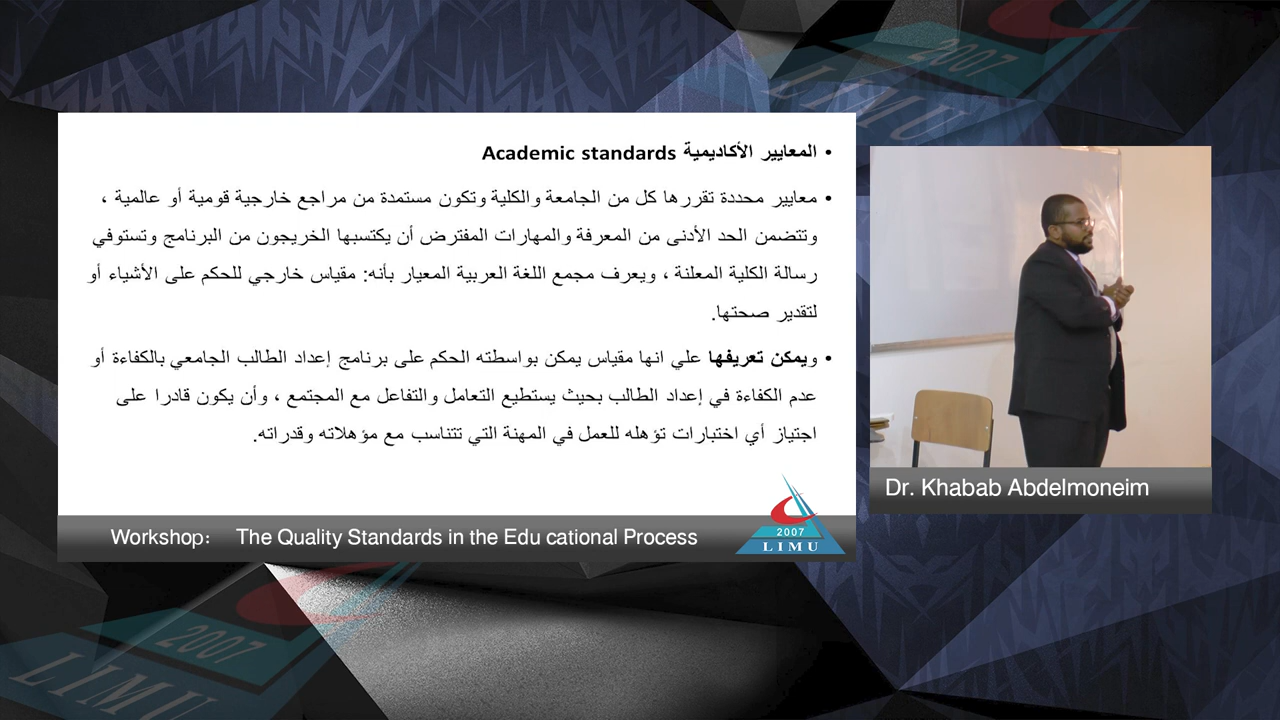 • المعايير الأكاديمية Academic standards
• معايير محددة تقررها كل من الجامعة والكلية وتكون مستمدة من مراجع خارجية قومية أو عالمية ،
وتتضمن الحد الأدنى من المعرفة والمهارات المفترض أن يكتسبها الخريجون من البرنامج وتستوفي
رسالة الكلية المعلنة ، ويعرف مجمع اللغة العربية المعيار بأنه: مقياس خارجي للحكم على الأشياء أو
لتقدير صحتها.
• ويمكن تعريفها علي انها مقياس يمكن بواسطته الحكم على برنامج إعداد الطالب الجامعي بالكفاءة أو
عدم الكفاءة في إعداد الطالب بحيث يستطيع التعامل والتفاعل مع المجتمع ، وأن يكون قادرا على
اجتياز أي اختبارات تؤهله للعمل في المهنة التي تتناسب مع مؤهلاته وقدراته.
Workshop: The Quality Standards in the Edu cational Process
2007
LIMU
Dr. Khabab Abdelmoneim
2007
LIMU
2007
LIMU